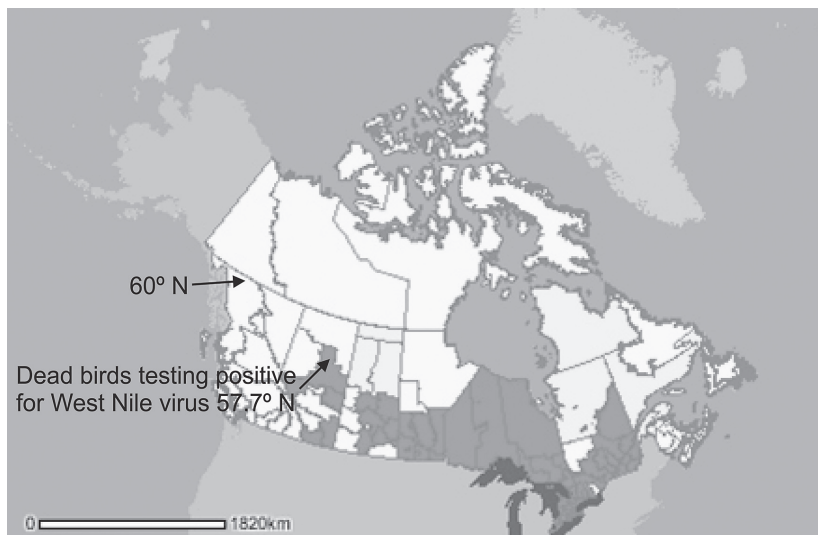 60º N
Dead birds testing positive
for West Nile virus 57.7º N
0 1820km